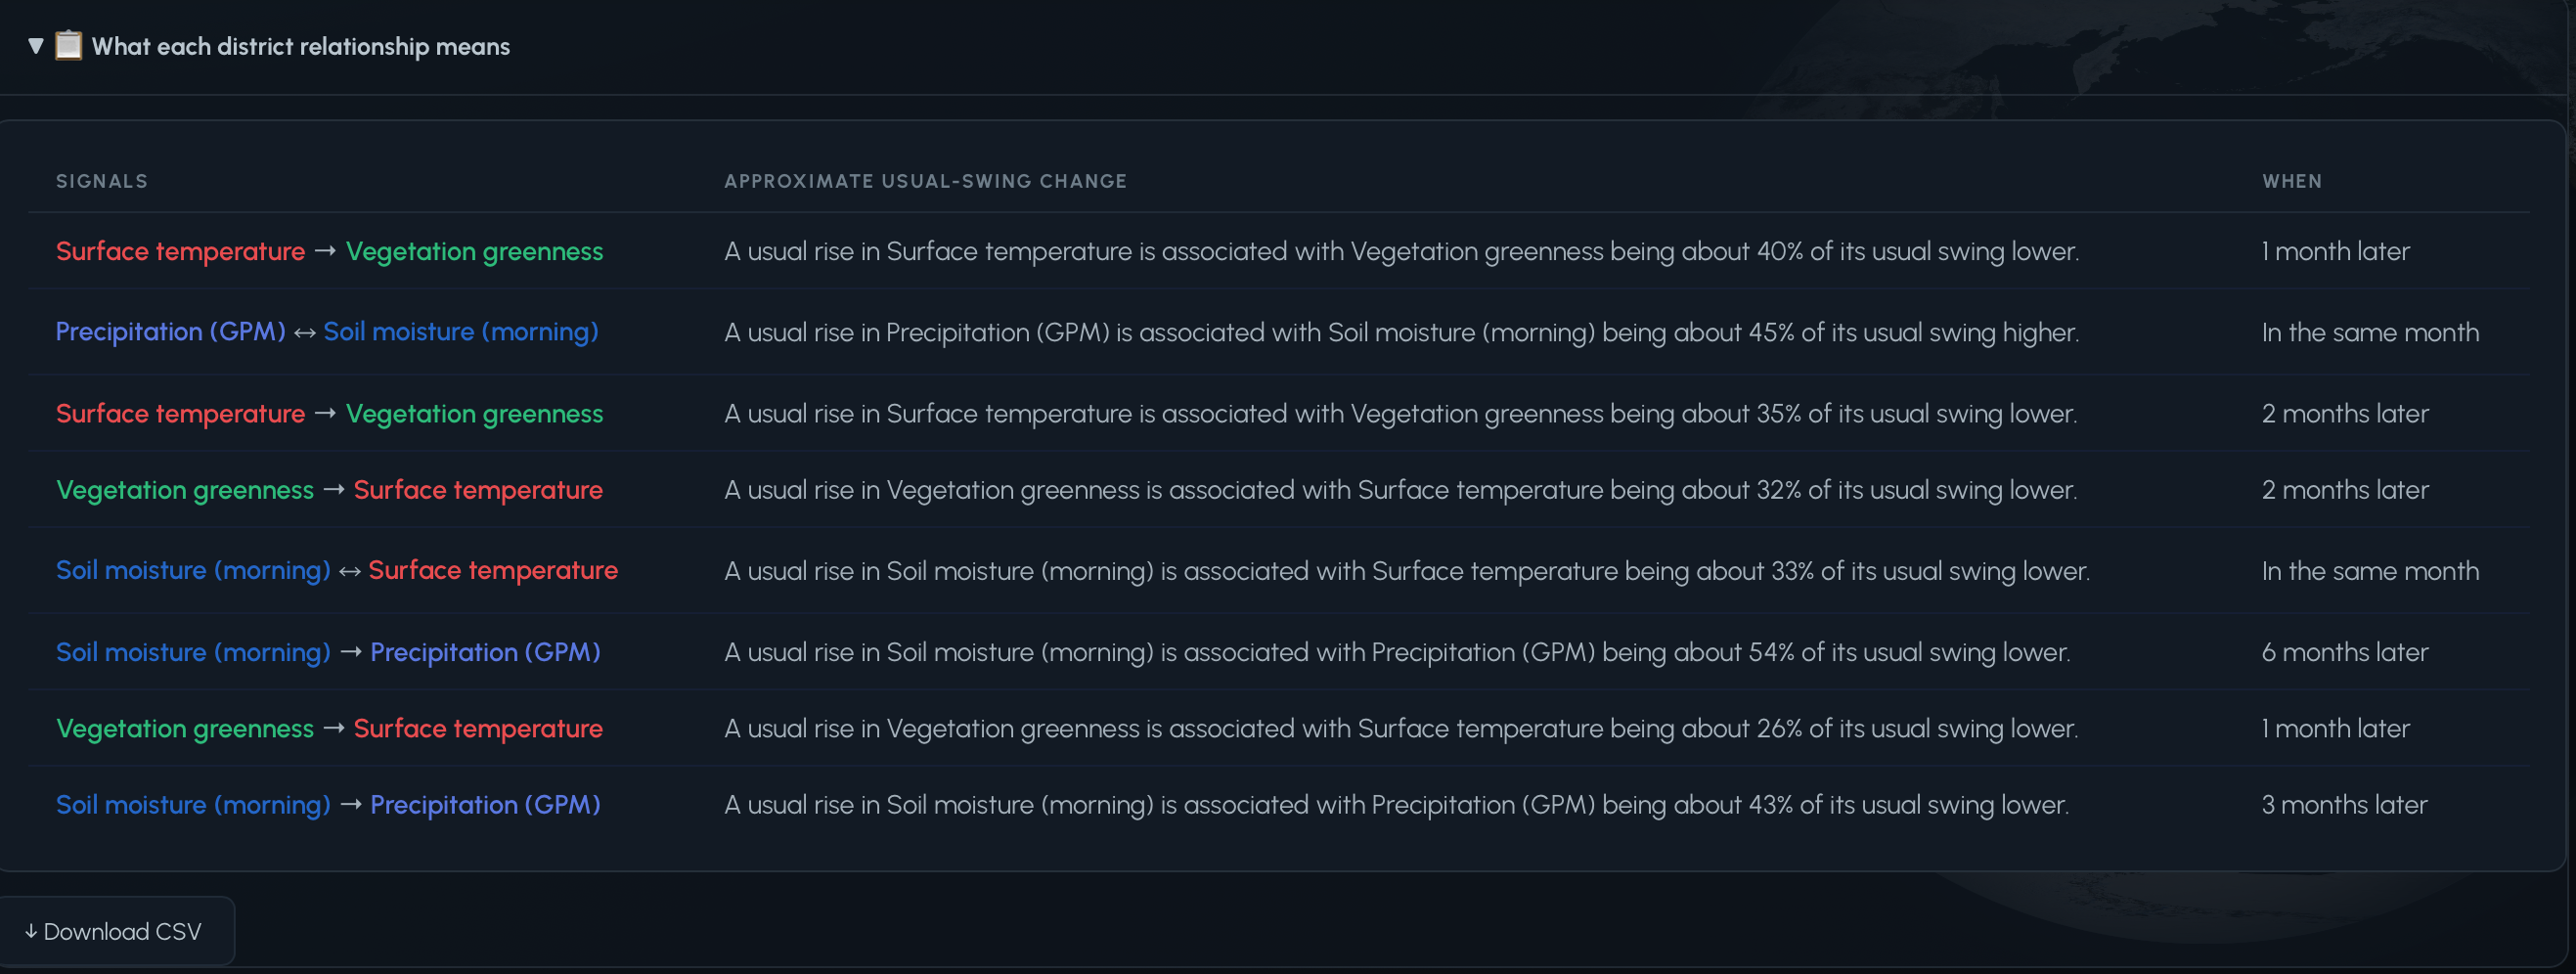 ▼ 📋 What each district relationship means
SIGNALS APPROXIMATE USUAL-SWING CHANGE WHEN
Surface temperature → Vegetation greenness A usual rise in Surface temperature is associated with Vegetation greenness being about 40% of its usual swing lower. 1 month later
Precipitation (GPM) ↔ Soil moisture (morning) A usual rise in Precipitation (GPM) is associated with Soil moisture (morning) being about 45% of its usual swing higher. In the same month
Surface temperature → Vegetation greenness A usual rise in Surface temperature is associated with Vegetation greenness being about 35% of its usual swing lower. 2 months later
Vegetation greenness → Surface temperature A usual rise in Vegetation greenness is associated with Surface temperature being about 32% of its usual swing lower. 2 months later
Soil moisture (morning) ↔ Surface temperature A usual rise in Soil moisture (morning) is associated with Surface temperature being about 33% of its usual swing lower. In the same month
Soil moisture (morning) → Precipitation (GPM) A usual rise in Soil moisture (morning) is associated with Precipitation (GPM) being about 54% of its usual swing lower. 6 months later
Vegetation greenness → Surface temperature A usual rise in Vegetation greenness is associated with Surface temperature being about 26% of its usual swing lower. 1 month later
Soil moisture (morning) → Precipitation (GPM) A usual rise in Soil moisture (morning) is associated with Precipitation (GPM) being about 43% of its usual swing lower. 3 months later
↓ Download CSV